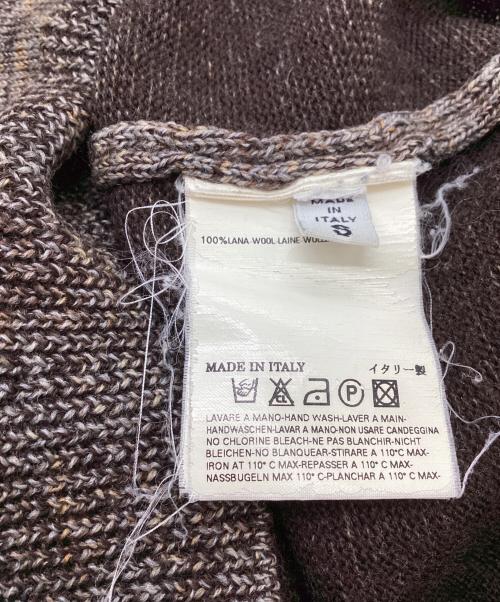 MADE
IN
ITALY
S
100%LANA-WOOL-LAINE
MADE IN ITALY イタリー製
P
LAVARE A MANO-HAND WASH-LAVER A MAIN-
HANDWASCHEN-LAVAR A MANO-NON USARE CANDEGGINA
NO CHLORINE BLEACH-NE PAS BLANCHIR-NICHT
BLEICHEN-NO BLANQUEAR-STIRARE A 110°C MAX-
IRON AT 110° C MAX-REPASSER A 110° C MAX-
NASSBUGELN MAX 110° C-PLANCHAR A 110° C MAX